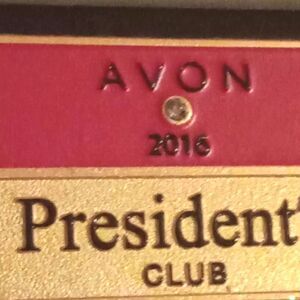 AVON
2016
President'
CLUB